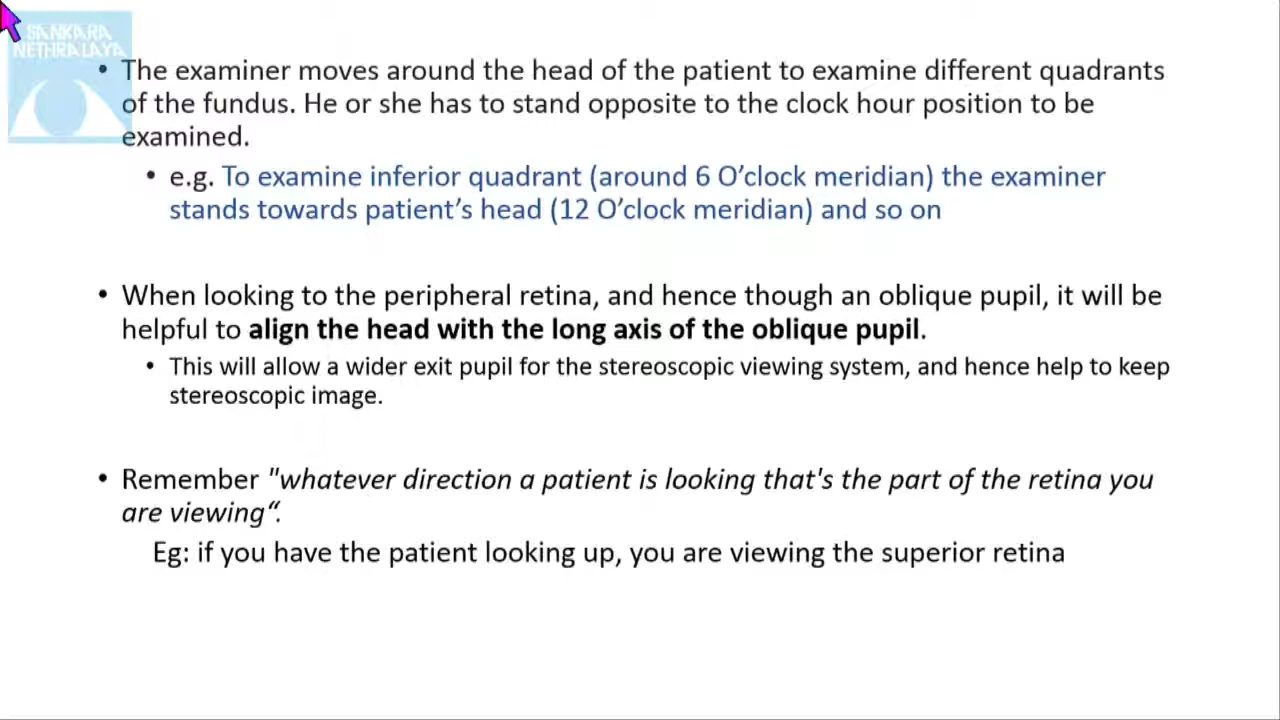 SANKARA
NETHRALAYA
• The examiner moves around the head of the patient to examine different quadrants
of the fundus. He or she has to stand opposite to the clock hour position to be
examined.
• e.g. To examine inferior quadrant (around 6 O’clock meridian) the examiner
stands towards patient’s head (12 O’clock meridian) and so on
• When looking to the peripheral retina, and hence though an oblique pupil, it will be
helpful to align the head with the long axis of the oblique pupil.
• This will allow a wider exit pupil for the stereoscopic viewing system, and hence help to keep
stereoscopic image.
• Remember "whatever direction a patient is looking that's the part of the retina you
are viewing“.
Eg: if you have the patient looking up, you are viewing the superior retina